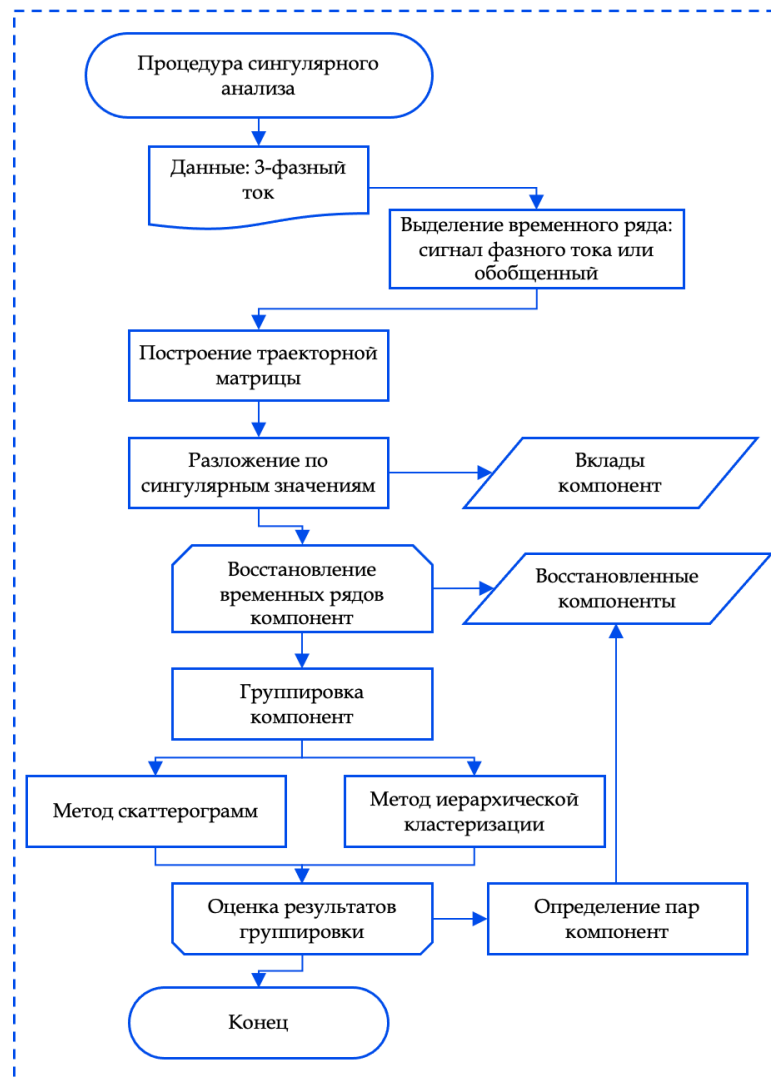 Процедура сингулярного
анализа
Данные: 3-фазный
ток
Выделение временного ряда:
сигнал фазного тока или
обобщенный
Построение траекторной
матрицы
Разложение по
сингулярным значениям
Вклады
компонент
Восстановление
временных рядов
компонент
Восстановленные
компоненты
Группировка
компонент
Метод скаттерограмм
Метод иерархической
кластеризации
Оценка результатов
группировки
Определение пар
компонент
Конец